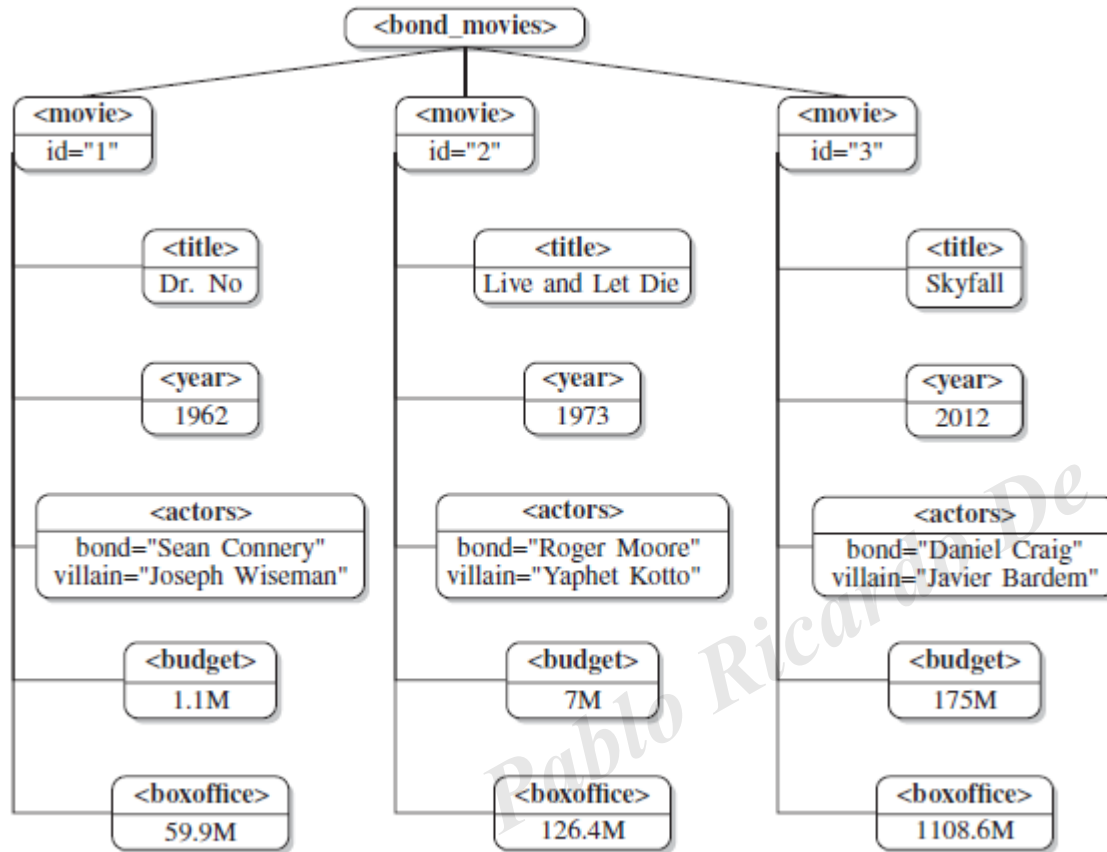 <bond_movies>
<movie>
id="1"
<movie>
id="2"
<movie>
id="3"
<title>
Dr. No
<title>
Live and Let Die
<title>
Skyfall
<year>
1962
<year>
1973
<year>
2012
<actors>
bond="Sean Connery"
villain="Joseph Wiseman"
<actors>
bond="Roger Moore"
villain="Yaphet Kotto"
<actors>
bond="Daniel Craig"
villain="Javier Bardem"
<budget>
1.1M
<budget>
7M
<budget>
175M
<boxoffice>
59.9M
<boxoffice>
126.4M
<boxoffice>
1108.6M
Pablo Ricardo De